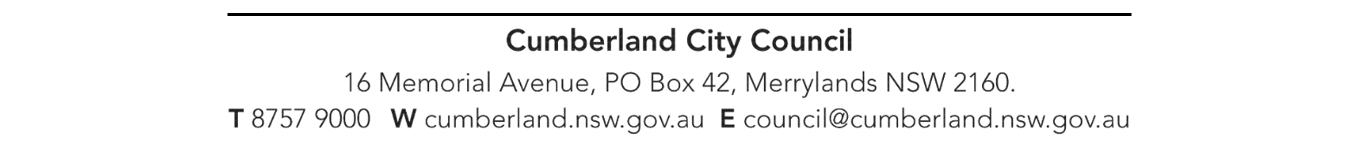 Cumberland City Council
16 Memorial Avenue, PO Box 42, Merrylands NSW 2160.
T 8757 9000 W cumberland.nsw.gov.au E council@cumberland.nsw.gov.au